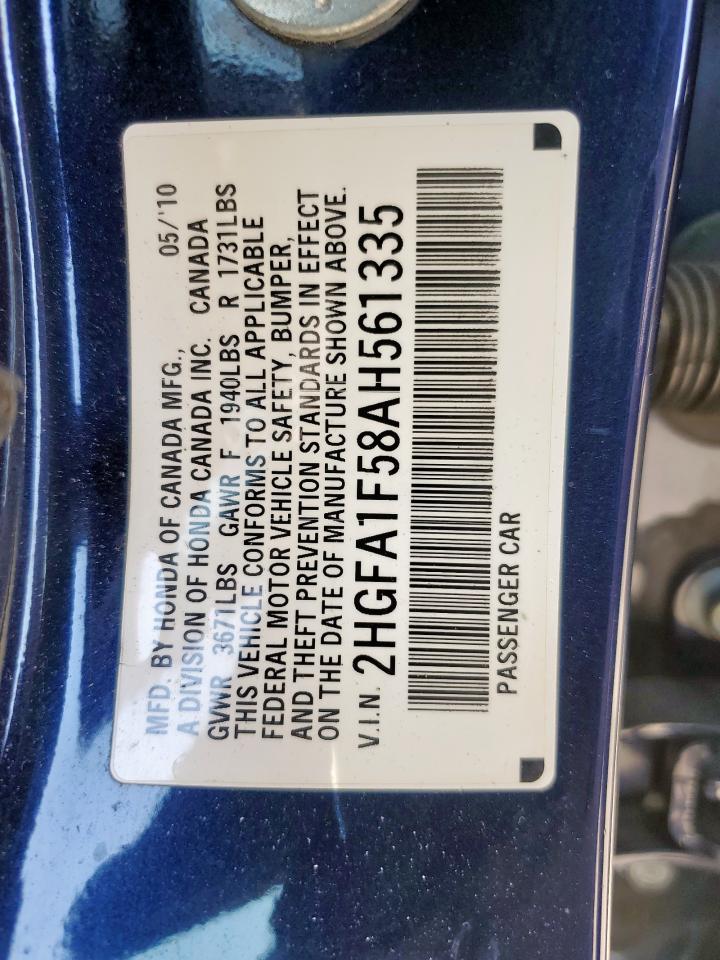 MFD. BY HONDA OF CANADA MFG., 05/'10
A DIVISION OF HONDA CANADA INC. CANADA
GVWR 3671LBS GAWR F 1940LBS R 1731LBS
THIS VEHICLE CONFORMS TO ALL APPLICABLE
FEDERAL MOTOR VEHICLE SAFETY, BUMPER,
AND THEFT PREVENTION STANDARDS IN EFFECT
ON THE DATE OF MANUFACTURE SHOWN ABOVE.
V.I.N. 2HGFA1F58AH561335
PASSENGER CAR